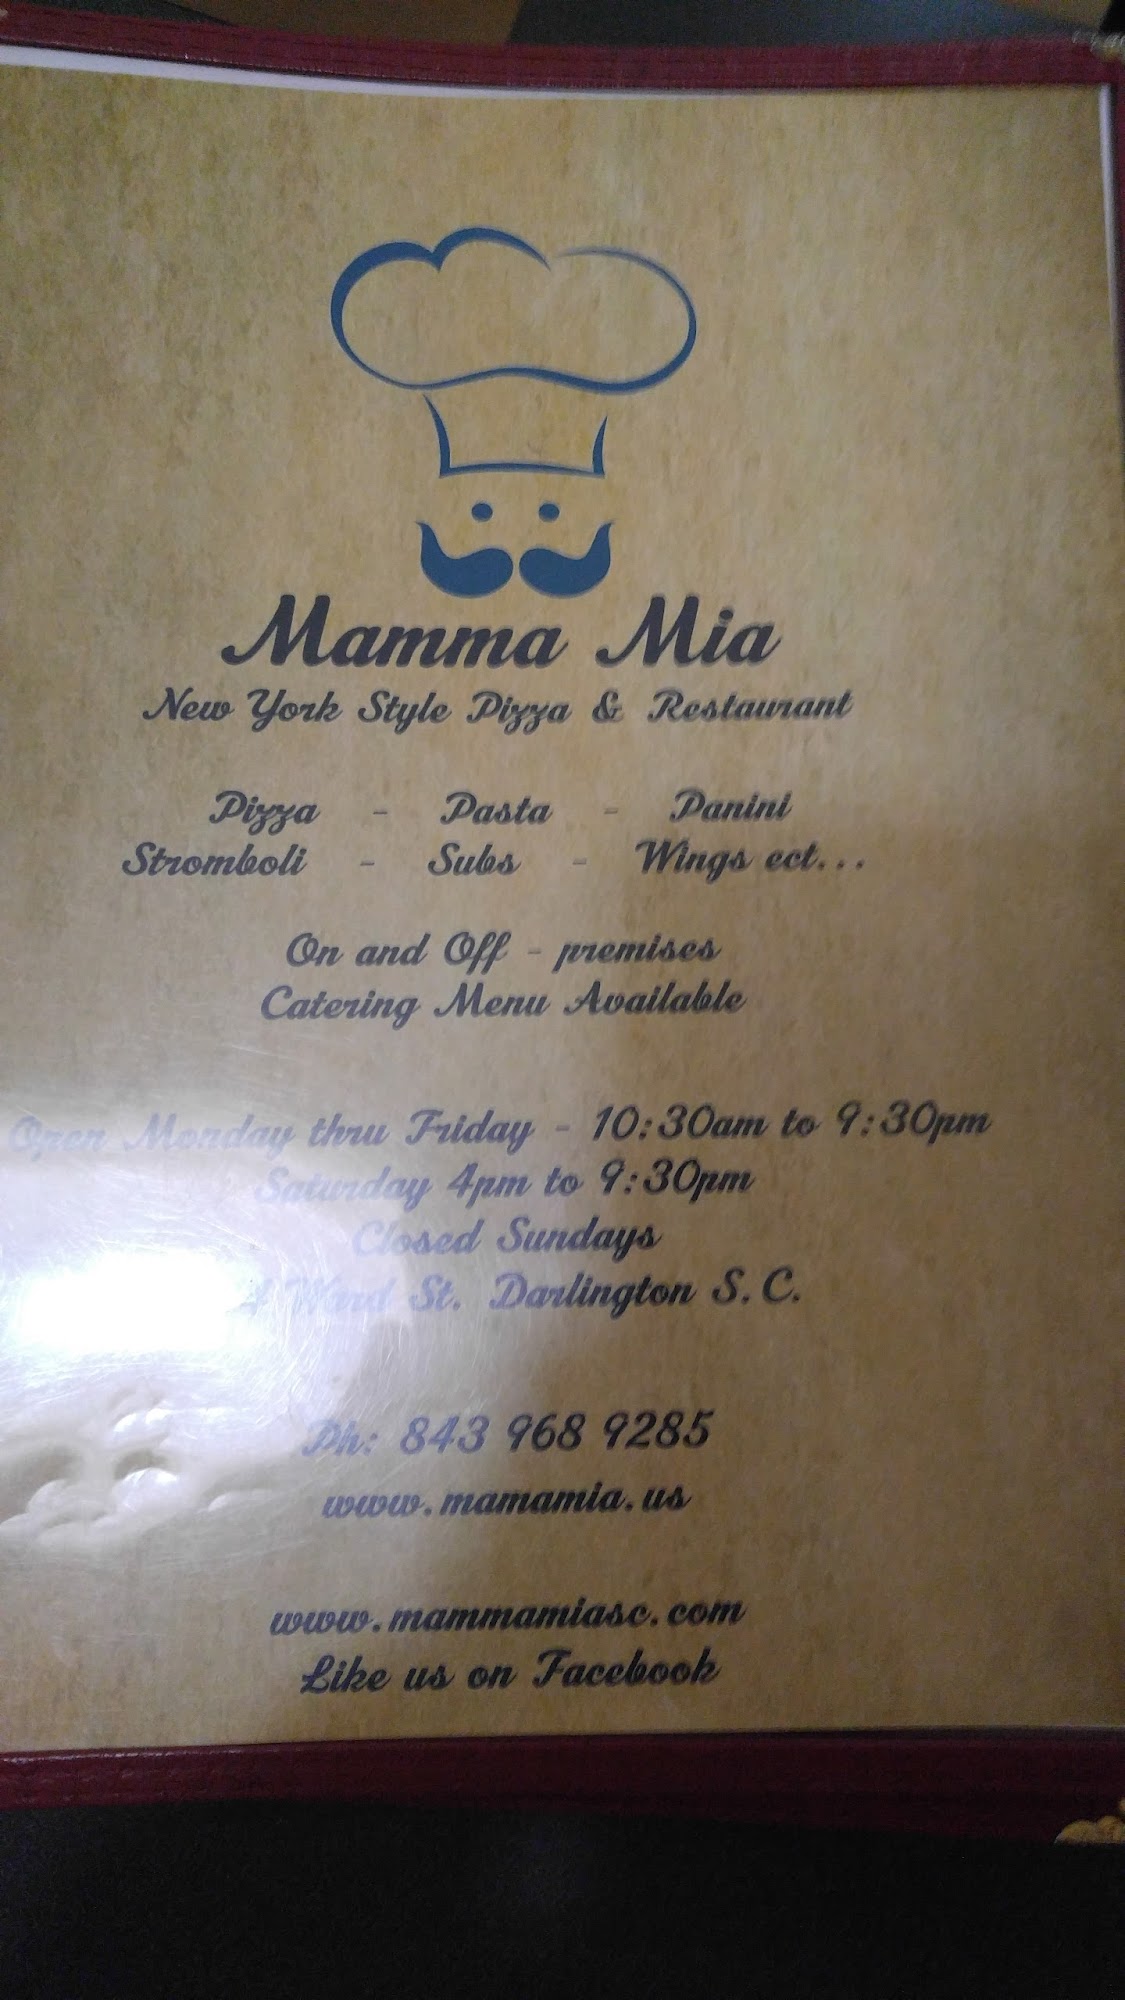 Mamma Mia
New York Style Pizza & Restaurant
Pizza - Pasta - Panini
Stromboli - Subs - Wings ect...
On and Off - premises
Catering Menu Available
Open Monday thru Friday - 10:30am to 9:30pm
Saturday 4pm to 9:30pm
Closed Sundays
Ward St. Darlington S.C.
Ph: 843 968 9285
www.mamamia.us
www.mammamiasc.com
Like us on Facebook